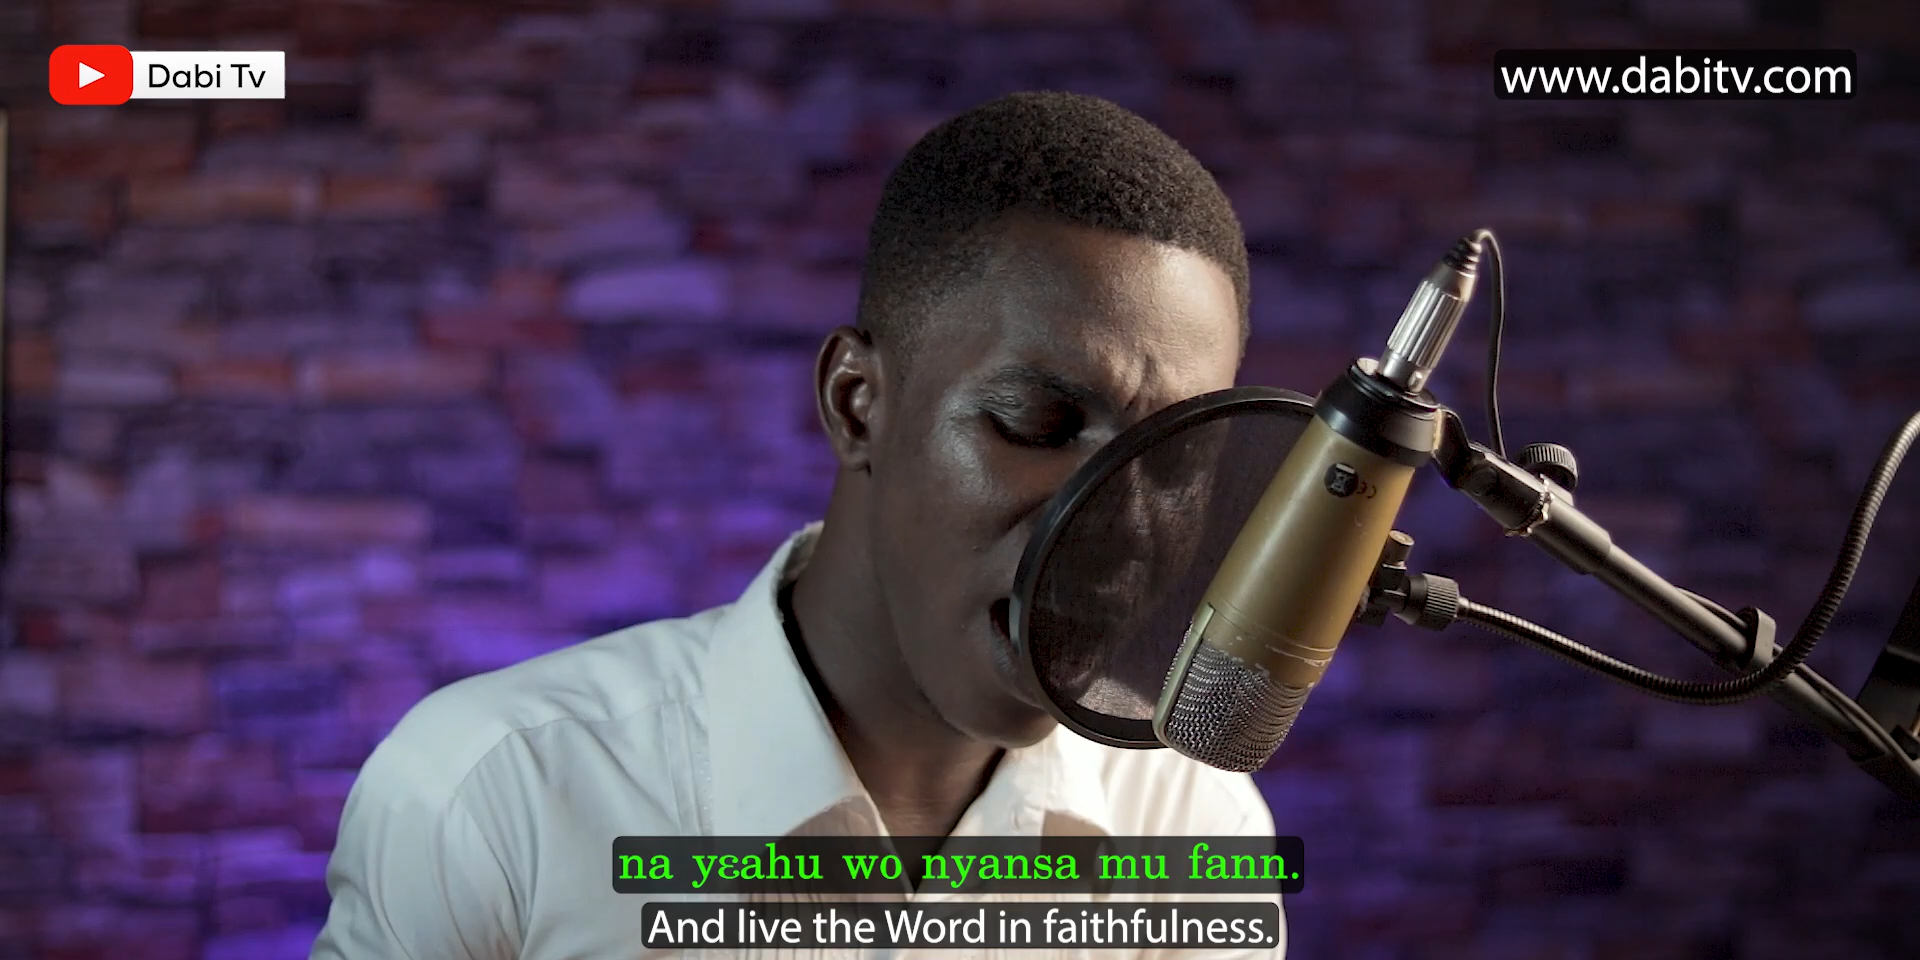 Dabi Tv
www.dabitv.com
na yɛahu wo nyansa mu fann.
And live the Word in faithfulness.